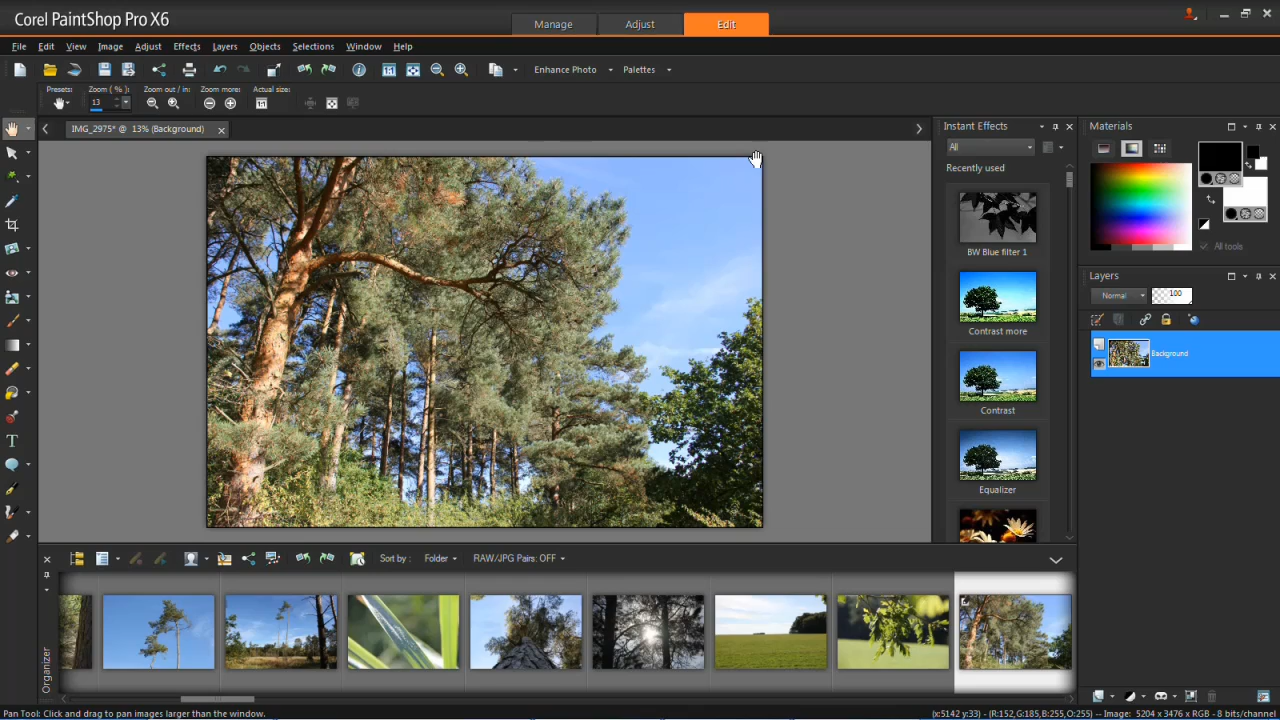 Corel PaintShop Pro X6
Manage
Adjust
Edit
File Edit View Image Adjust Effects Layers Objects Selections Window Help
Enhance Photo
Palettes
Presets:
Zoom ( % ):
Zoom out / in:
Zoom more:
Actual size:
13
IMG_2975* @ 13% (Background)
Instant Effects
All
Recently used
BW Blue filter 1
Contrast more
Contrast
Equalizer
Materials
All tools
Layers
Normal
100
Background
Sort by:
Folder
RAW/JPG Pairs: OFF
Organizer
Pan Tool: Click and drag to pan images larger than the window.
(x:5142 y:33) - (R:152,G:185,B:255,O:255) -- Image: 5204 x 3476 x RGB - 8 bits/channel